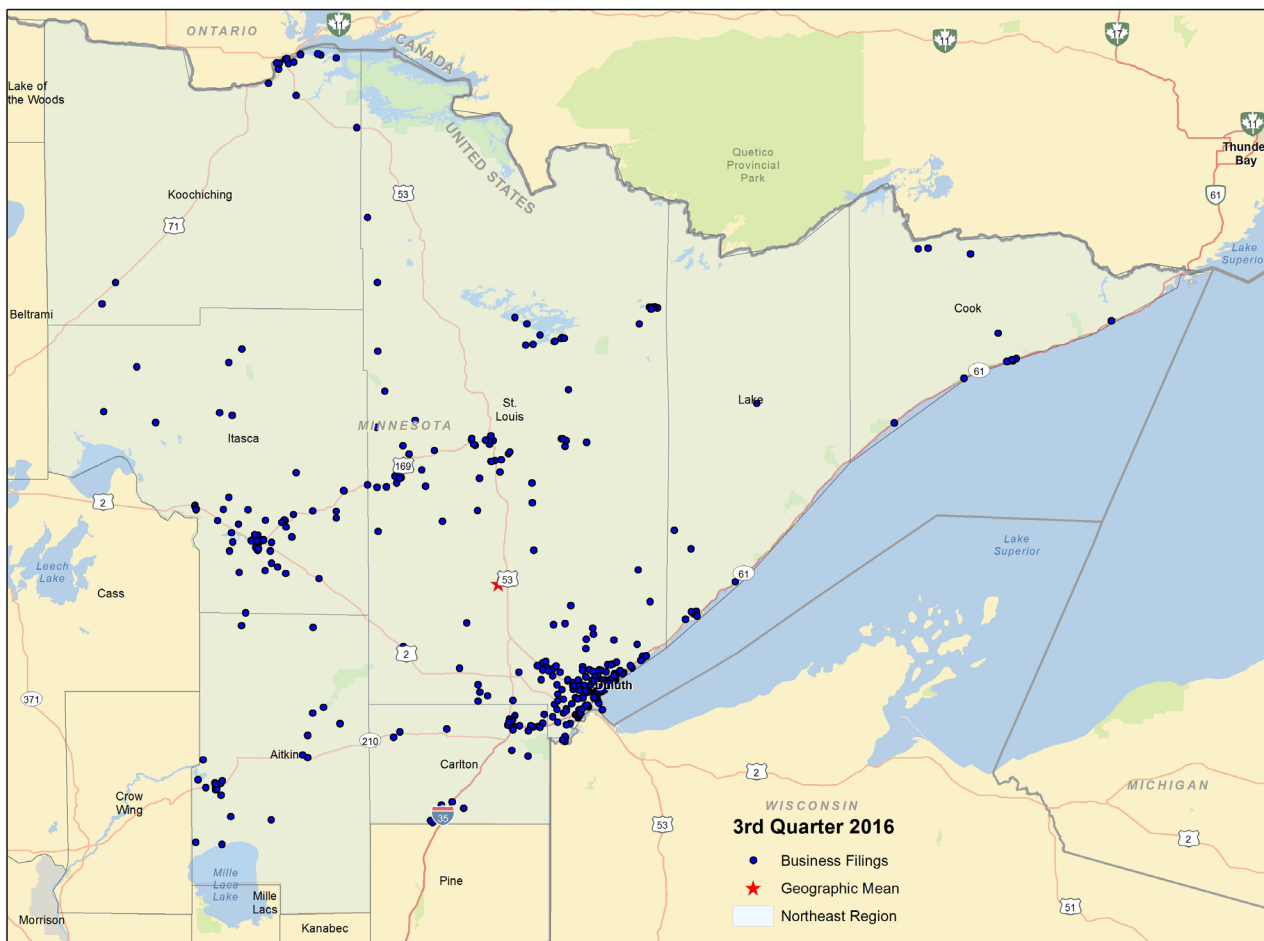 ONTARIO
11
CANADA
11
17
Lake of
the Woods
UNITED STATES
11
Thunder
Bay
Quetico
Provincial
Park
Koochiching
53
61
71
Lake
Superior
Beltrami
Cook
61
Lake
St.
Louis
MINNESOTA
Itasca
169
2
Lake
Superior
Leech
Lake
61
53
Cass
2
Duluth
371
210
Aitkin
Carlton
2
MICHIGAN
Crow
Wing
WISCONSIN
35
53
3rd Quarter 2016
2
Business Filings
Mille
Lacs
Lake
Pine
Geographic Mean
Mille
Lacs
51
Morrison
Northeast Region
Kanabec